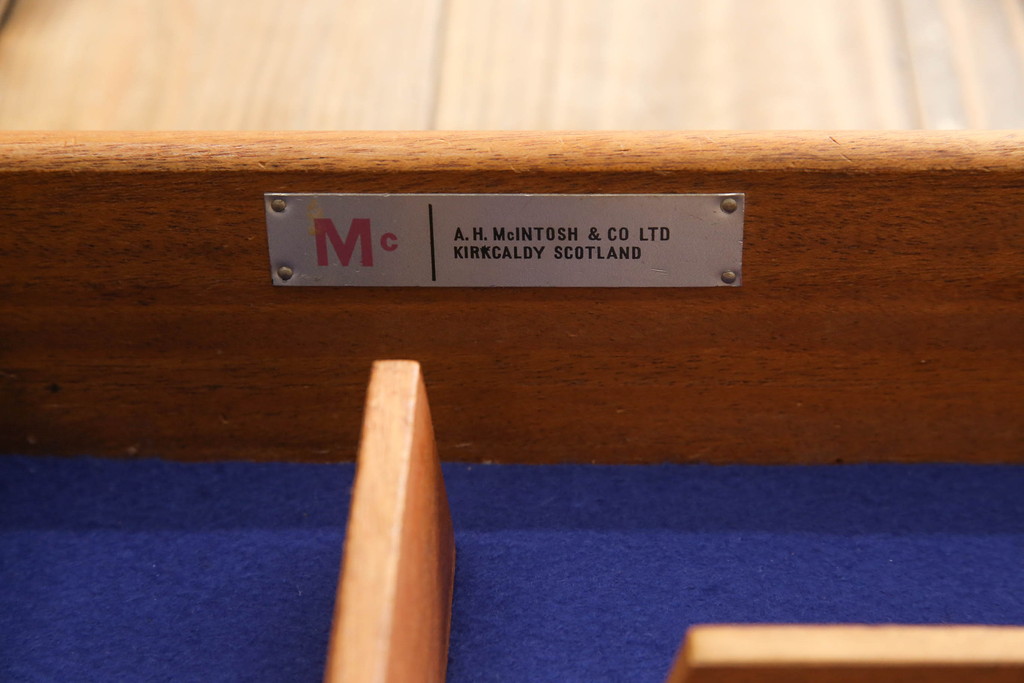 Mc
A. H. McINTOSH & CO LTD
KIRKCALDY SCOTLAND